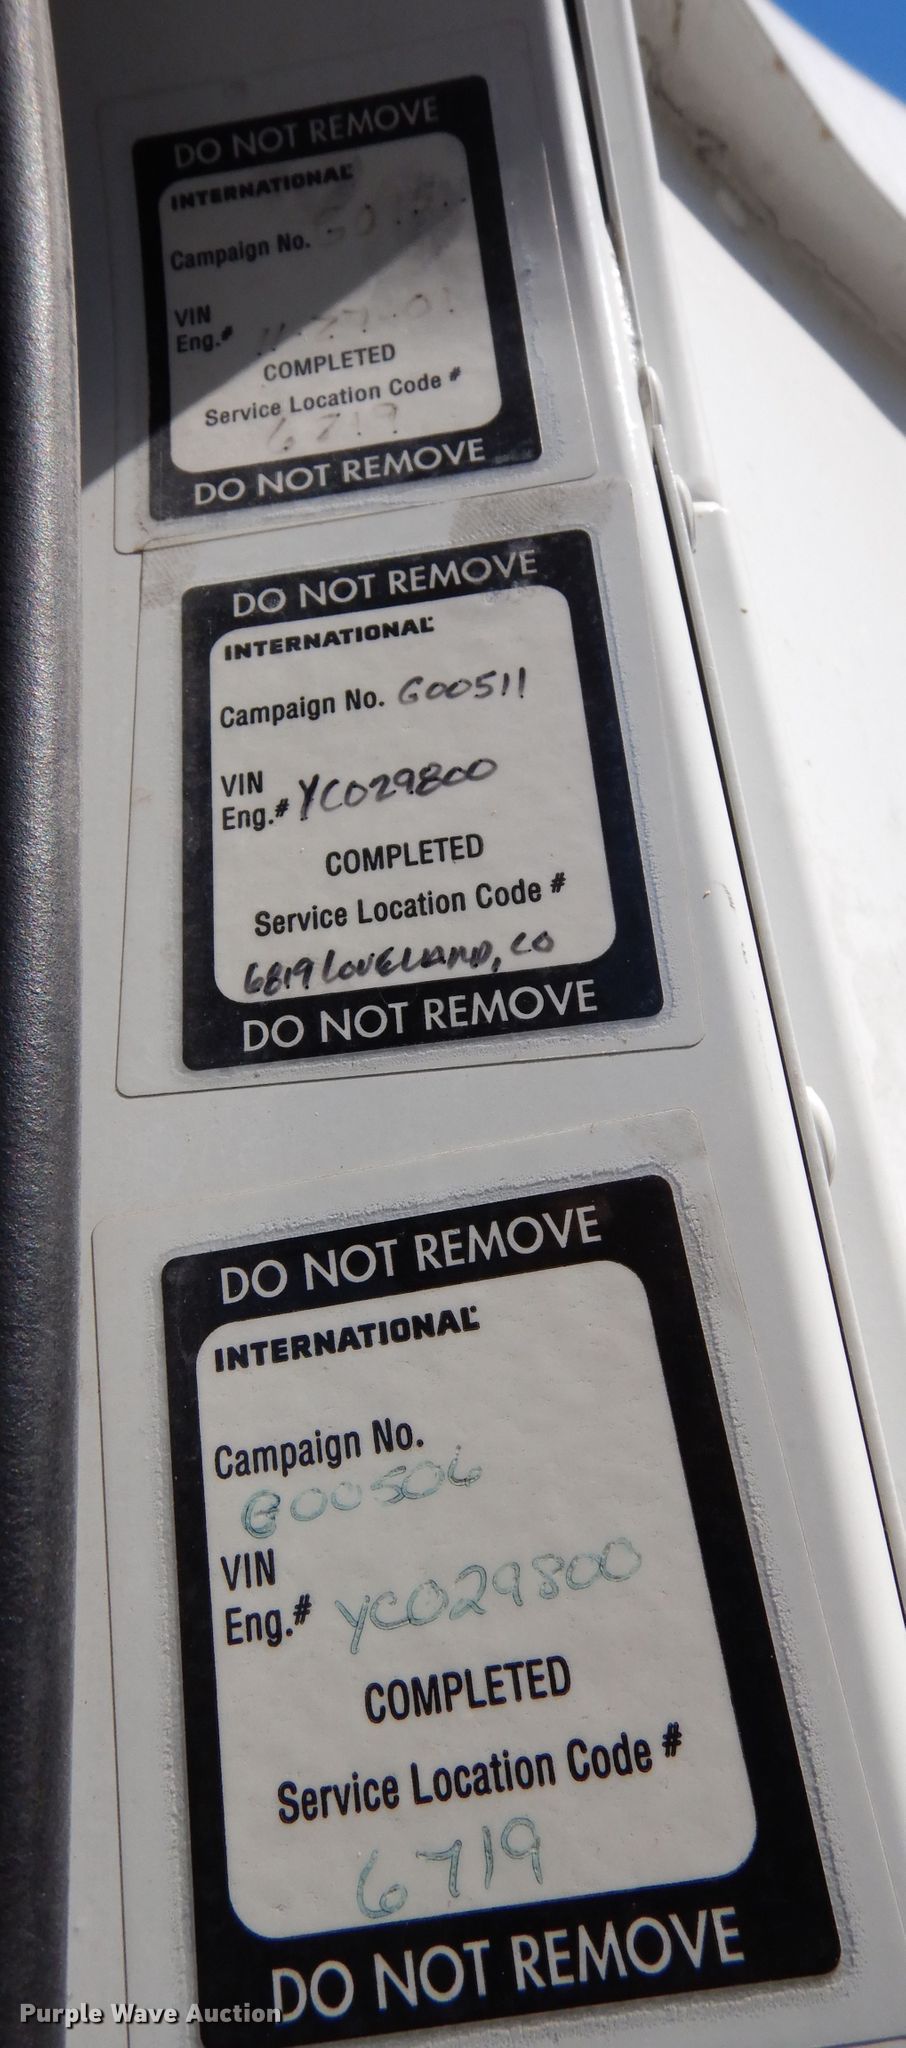 DO NOT REMOVE
INTERNATIONAL
Campaign No.
VIN
Eng.#
COMPLETED
Service Location Code #
DO NOT REMOVE
DO NOT REMOVE
INTERNATIONAL
Campaign No. G00511
VIN
Eng.# YC029800
COMPLETED
Service Location Code #
6819 LOVELAND, CO
DO NOT REMOVE
DO NOT REMOVE
INTERNATIONAL
Campaign No.
G00506
VIN
Eng.# YC029800
COMPLETED
Service Location Code #
6719
DO NOT REMOVE
Purple Wave Auction